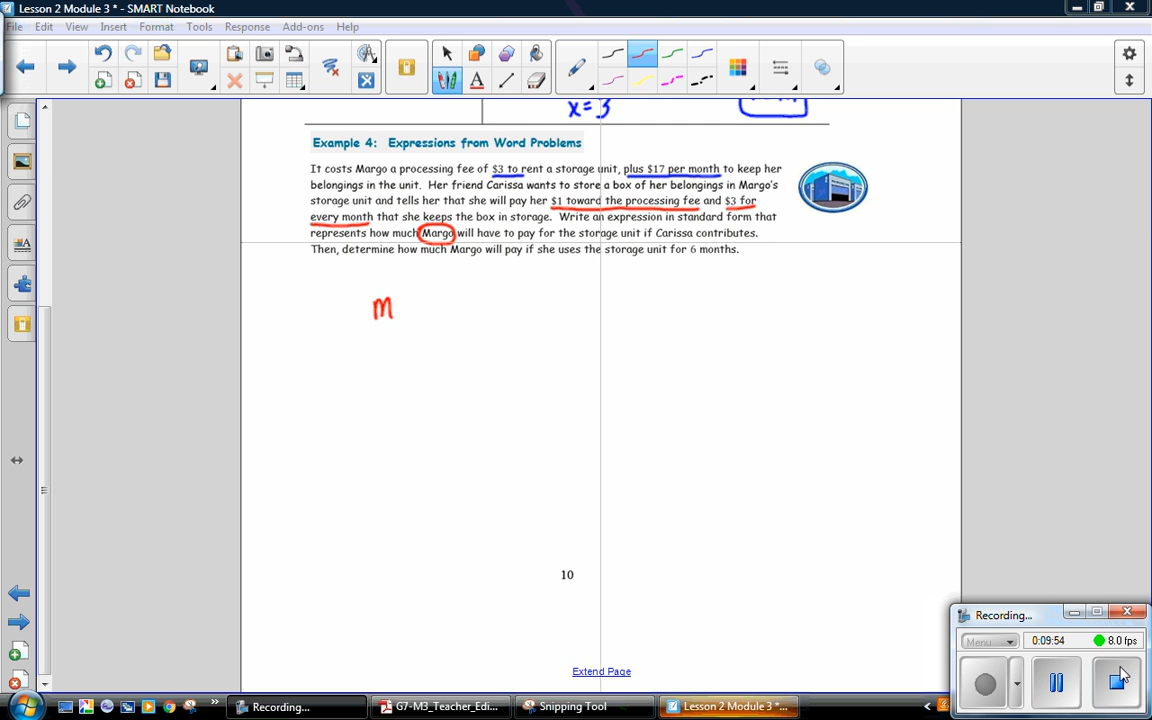 Lesson 2 Module 3 * - SMART Notebook
File Edit View Insert Format Tools Response Add-ons Help
x = 3
Example 4: Expressions from Word Problems
It costs Margo a processing fee of $3 to rent a storage unit, plus $17 per month to keep her
belongings in the unit. Her friend Carissa wants to store a box of her belongings in Margo's
storage unit and tells her that she will pay her $1 toward the processing fee and $3 for
every month that she keeps the box in storage. Write an expression in standard form that
represents how much Margo will have to pay for the storage unit if Carissa contributes.
Then, determine how much Margo will pay if she uses the storage unit for 6 months.
m
10
Extend Page
Recording...
Menu 0:09:54 8.0 fps
Recording... G7-M3_Teacher_Edi... Snipping Tool Lesson 2 Module 3 *...